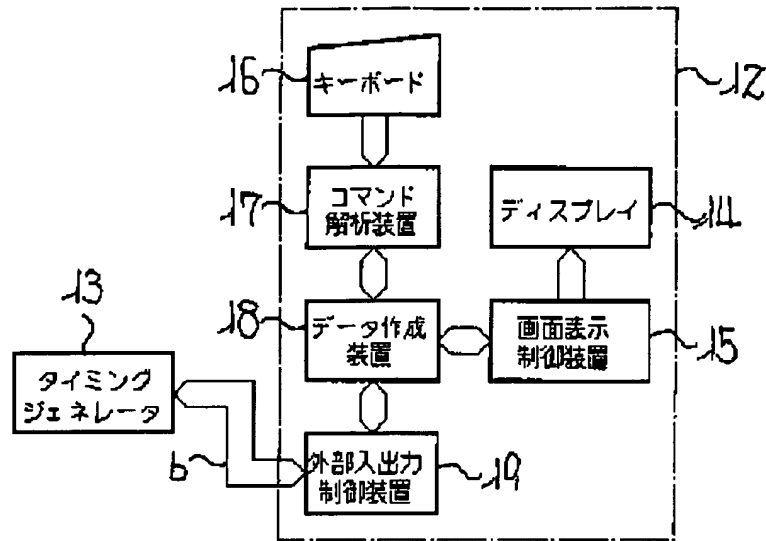 16
キーボード
12
17
コマンド
解析装置
ディスプレイ
14
13
18
データ作成
装置
画面表示
制御装置
15
タイミング
ジェネレータ
b
外部入出力
制御装置
19